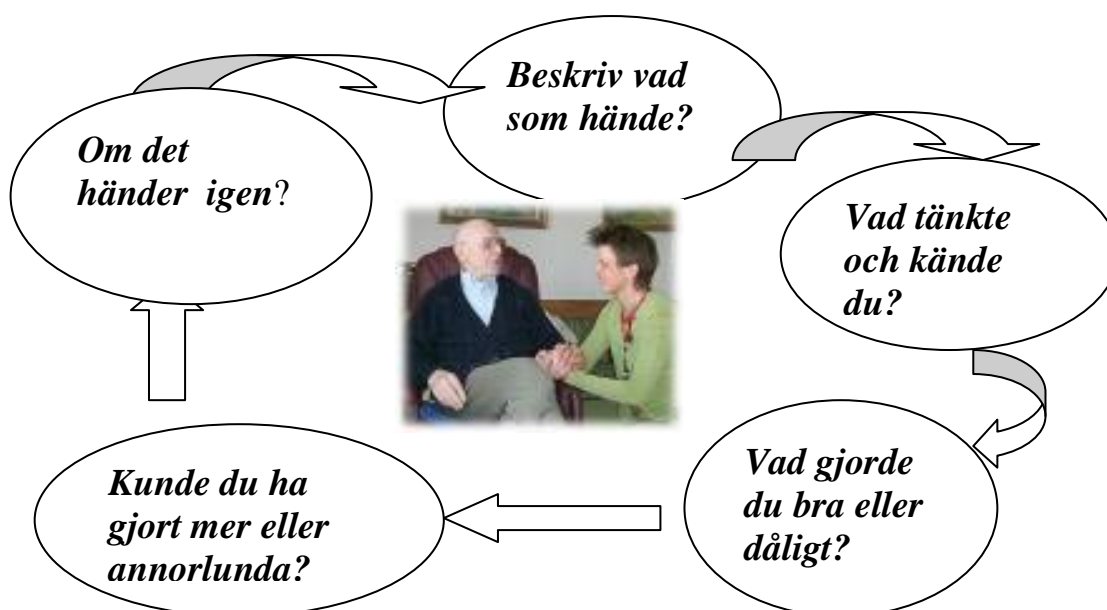 Beskriv vad
som hände?
Vad tänkte
och kände
du?
Vad gjorde
du bra eller
dåligt?
Kunde du ha
gjort mer eller
annorlunda?
Om det
händer igen?